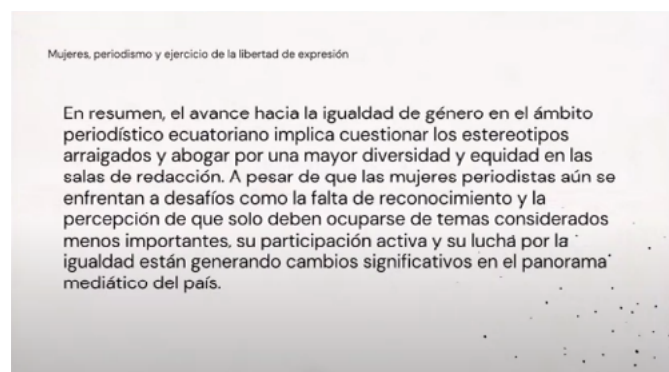 Mujeres, periodismo y ejercicio de la libertad de expresión
En resumen, el avance hacia la igualdad de género en el ámbito
periodístico ecuatoriano implica cuestionar los estereotipos
arraigados y abogar por una mayor diversidad y equidad en las
salas de redacción. A pesar de que las mujeres periodistas aún se
enfrentan a desafíos como la falta de reconocimiento y la
percepción de que solo deben ocuparse de temas considerados
menos importantes, su participación activa y su lucha por la
igualdad están generando cambios significativos en el panorama
mediático del país.